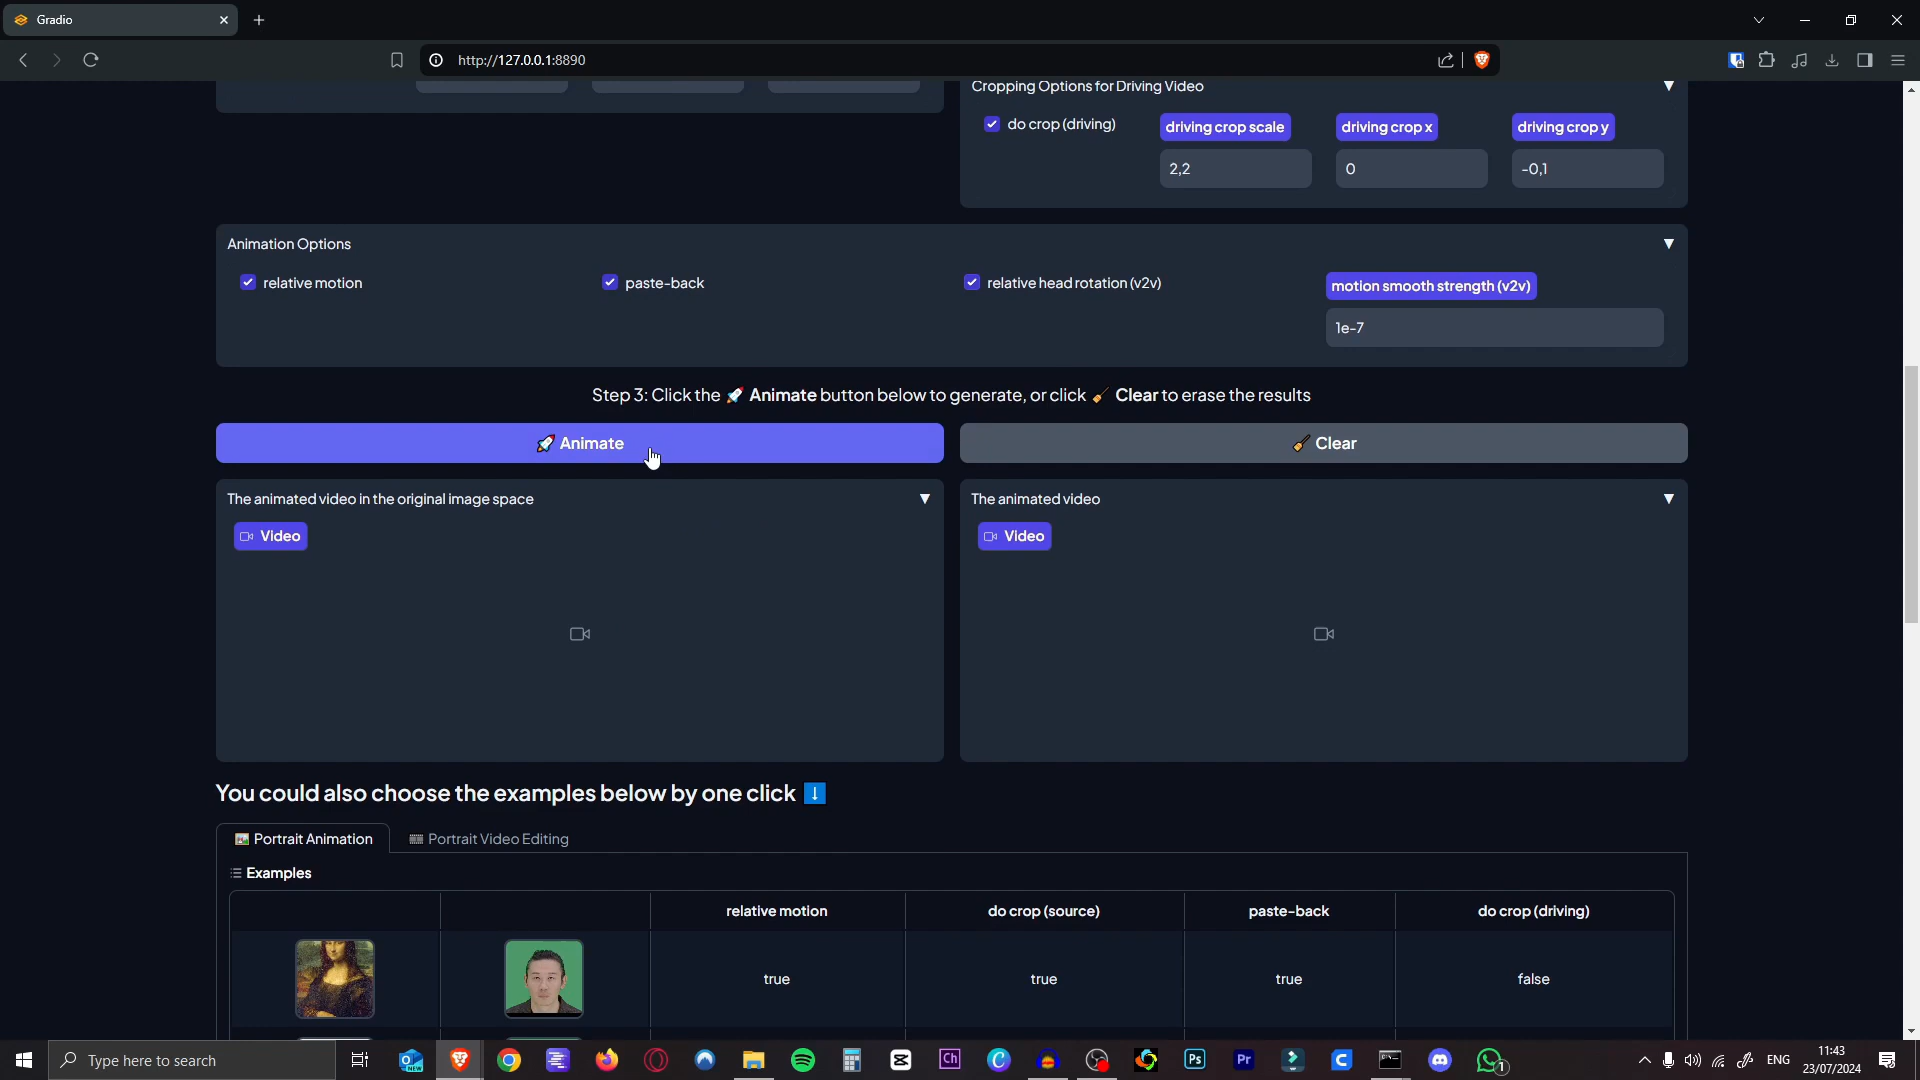 Gradio
http://127.0.0.1:8890
Cropping Options for Driving Video ▼
do crop (driving)
driving crop scale
driving crop x
driving crop y
2,2
0
-0,1
Animation Options ▼
relative motion
paste-back
relative head rotation (v2v)
motion smooth strength (v2v)
1e-7
Step 3: Click the 🚀 Animate button below to generate, or click 🧹 Clear to erase the results
🚀 Animate
🧹 Clear
The animated video in the original image space ▼
Video
The animated video ▼
Video
You could also choose the examples below by one click ⬇️
🖼️ Portrait Animation
🎞️ Portrait Video Editing
Examples
relative motion
do crop (source)
paste-back
do crop (driving)
true
true
true
false
Type here to search
NEW
Ch
C
Ps
Pr
C
1
ENG
11:43
23/07/2024